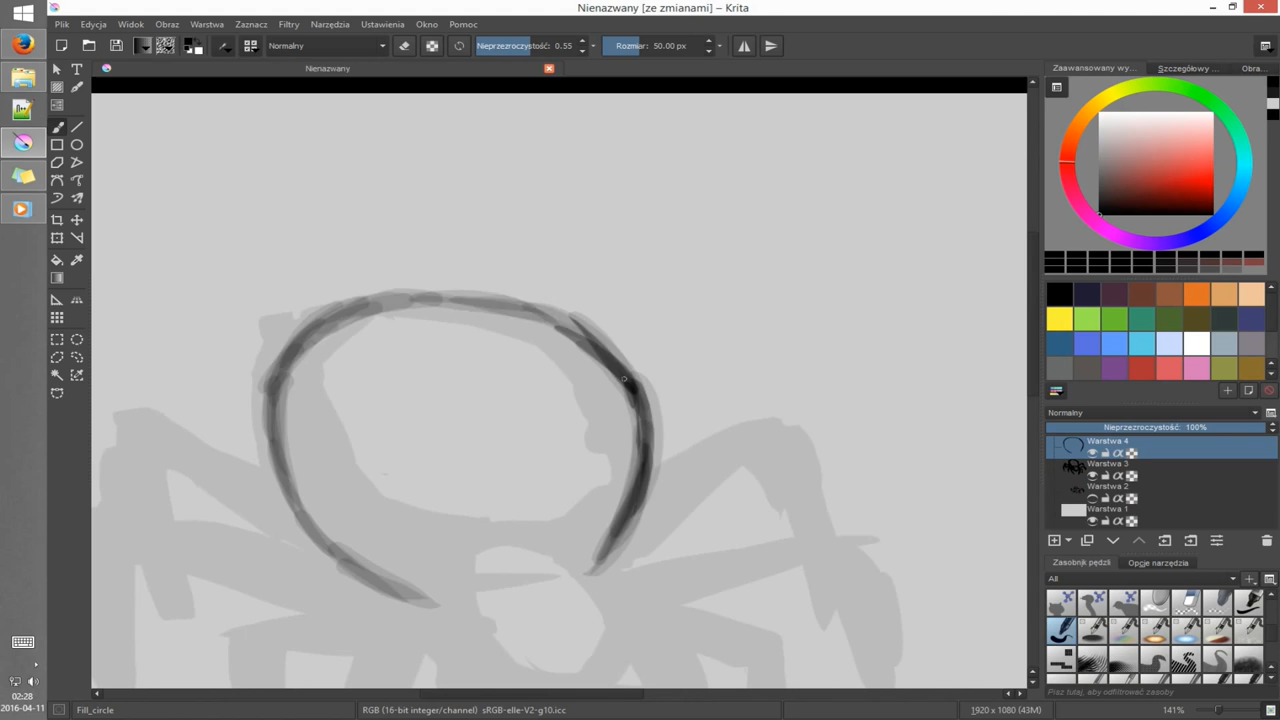 Nienazwany [ze zmianami] – Krita
Plik Edycja Widok Obraz Warstwa Zaznacz Filtry Narzędzia Ustawienia Okno Pomoc
Normalny
Nieprzezroczystość: 0.55
Rozmiar: 50.00 px
Nienazwany
Zaawansowany wy... Szczegółowy ... Obra...
Normalny
Nieprzezroczystość: 100%
Warstwa 4
Warstwa 3
Warstwa 2
Warstwa 1
Zasobnik pędzli Opcje narzędzia
All
Pisz tutaj, aby odfiltrować zasoby
02:28
2016-04-11
Fill_circle
RGB (16-bit integer/channel) sRGB-elle-V2-g10.icc
1920 x 1080 (43M)
141%